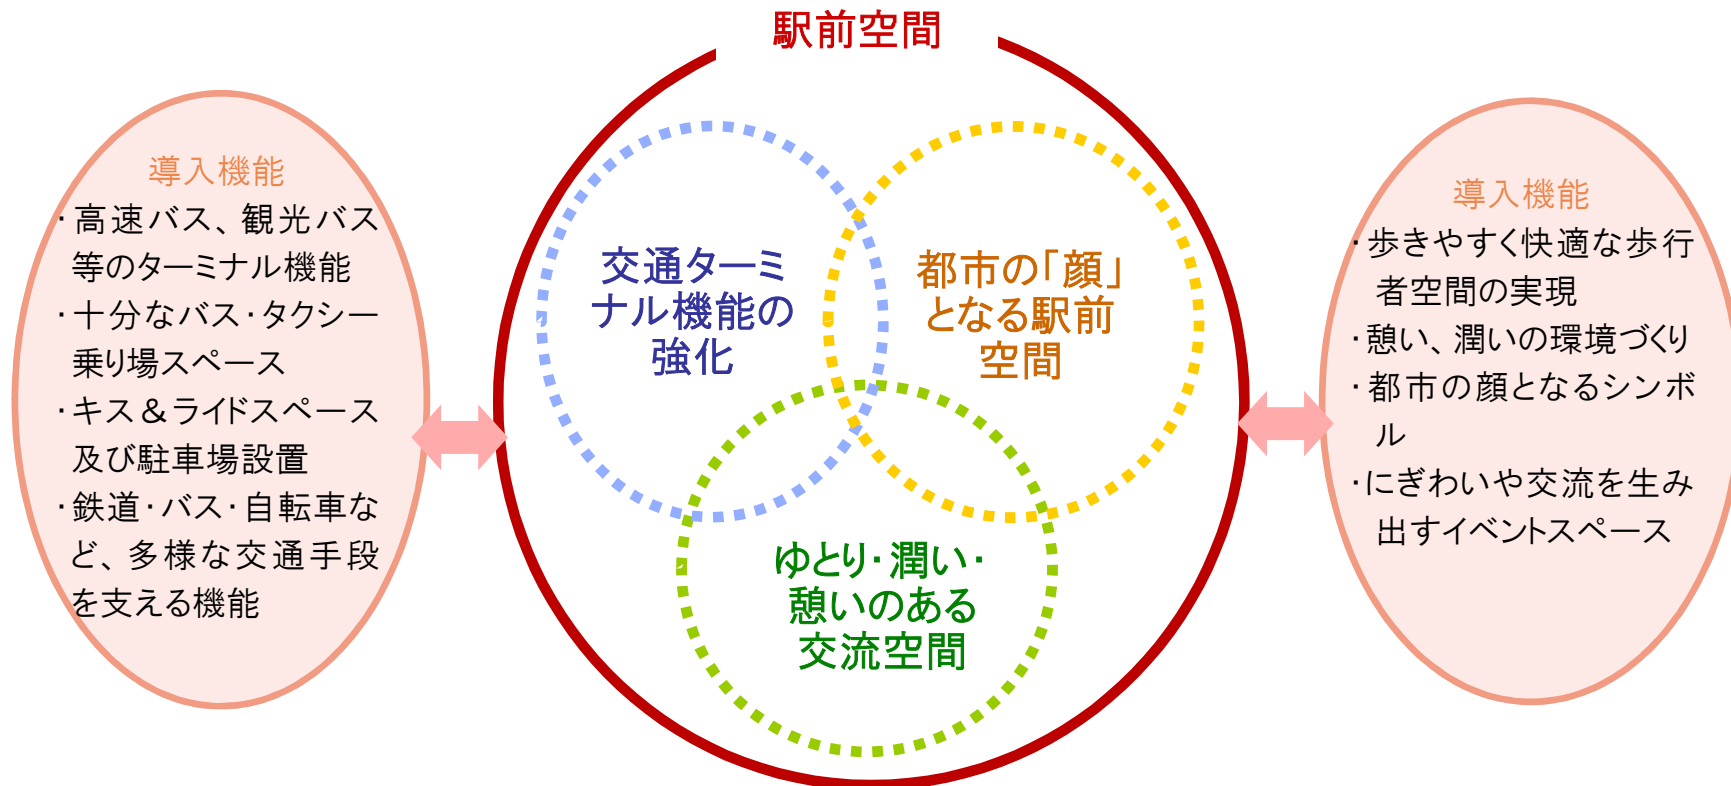 駅前空間
導入機能
・高速バス、観光バス
等のターミナル機能
・十分なバス・タクシー
乗り場スペース
・キス＆ライドスペース
及び駐車場設置
・鉄道・バス・自転車な
ど、多様な交通手段
を支える機能
交通ターミ
ナル機能の
強化
都市の「顔」
となる駅前
空間
ゆとり・潤い・
憩いのある
交流空間
導入機能
・歩きやすく快適な歩行
者空間の実現
・憩い、潤いの環境づくり
・都市の顔となるシンボ
ル
・にぎわいや交流を生み
出すイベントスペース